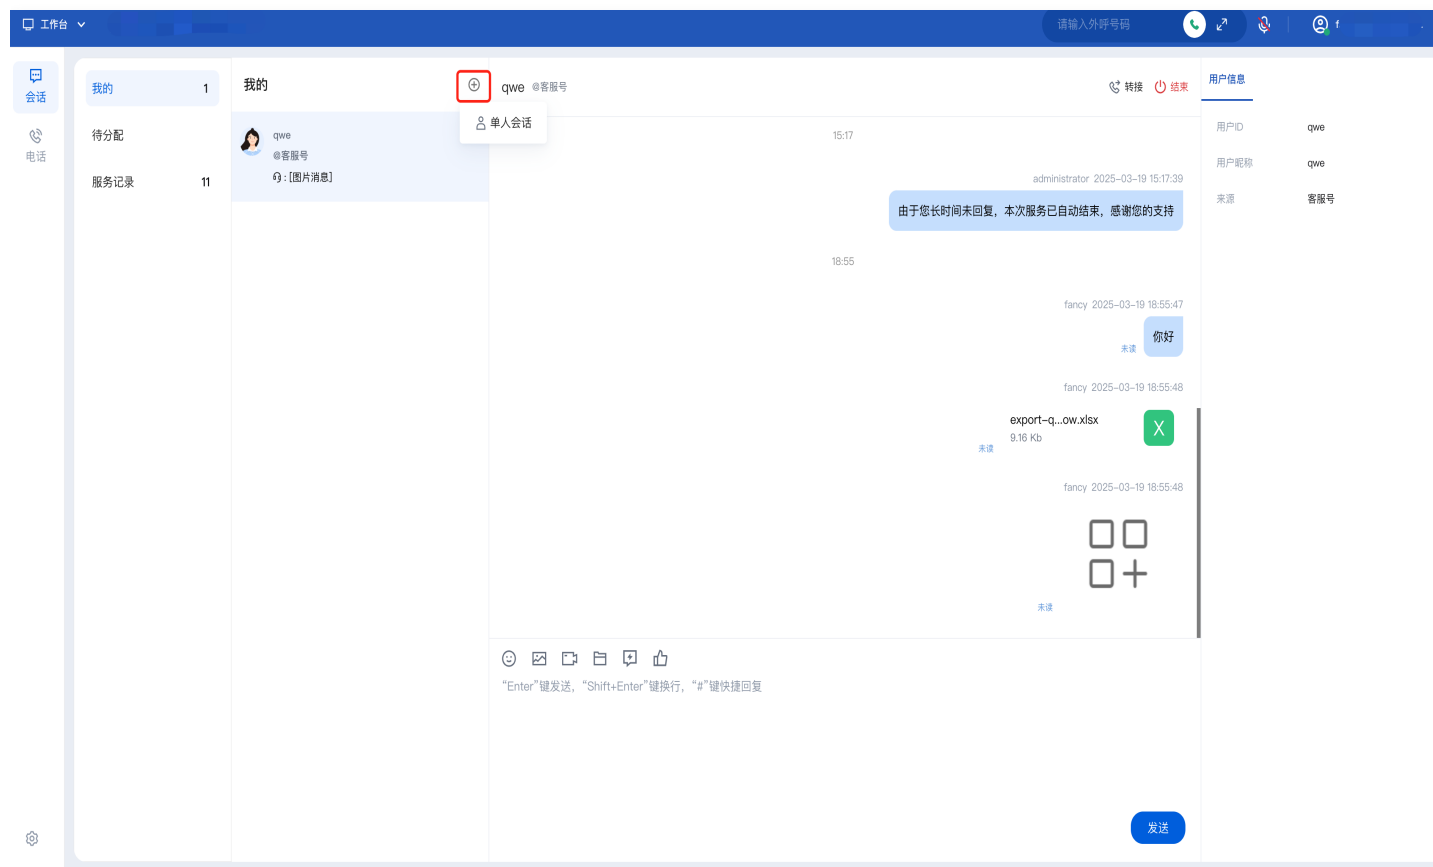 工作台
请输入外呼号码
f
会话
电话
我的 1
待分配
服务记录 11
我的
qwe
@客服号
:[图片消息]
单人会话
qwe @客服号
转接
结束
15:17
administrator 2025-03-19 15:17:39
由于您长时间未回复，本次服务已自动结束，感谢您的支持
18:55
fancy 2025-03-19 18:55:47
你好
未读
fancy 2025-03-19 18:55:48
export-q...ow.xlsx
9.16 Kb
X
未读
fancy 2025-03-19 18:55:48
未读
“Enter”键发送，“Shift+Enter”键换行，“#”键快捷回复
发送
用户信息
用户ID qwe
用户昵称 qwe
来源 客服号